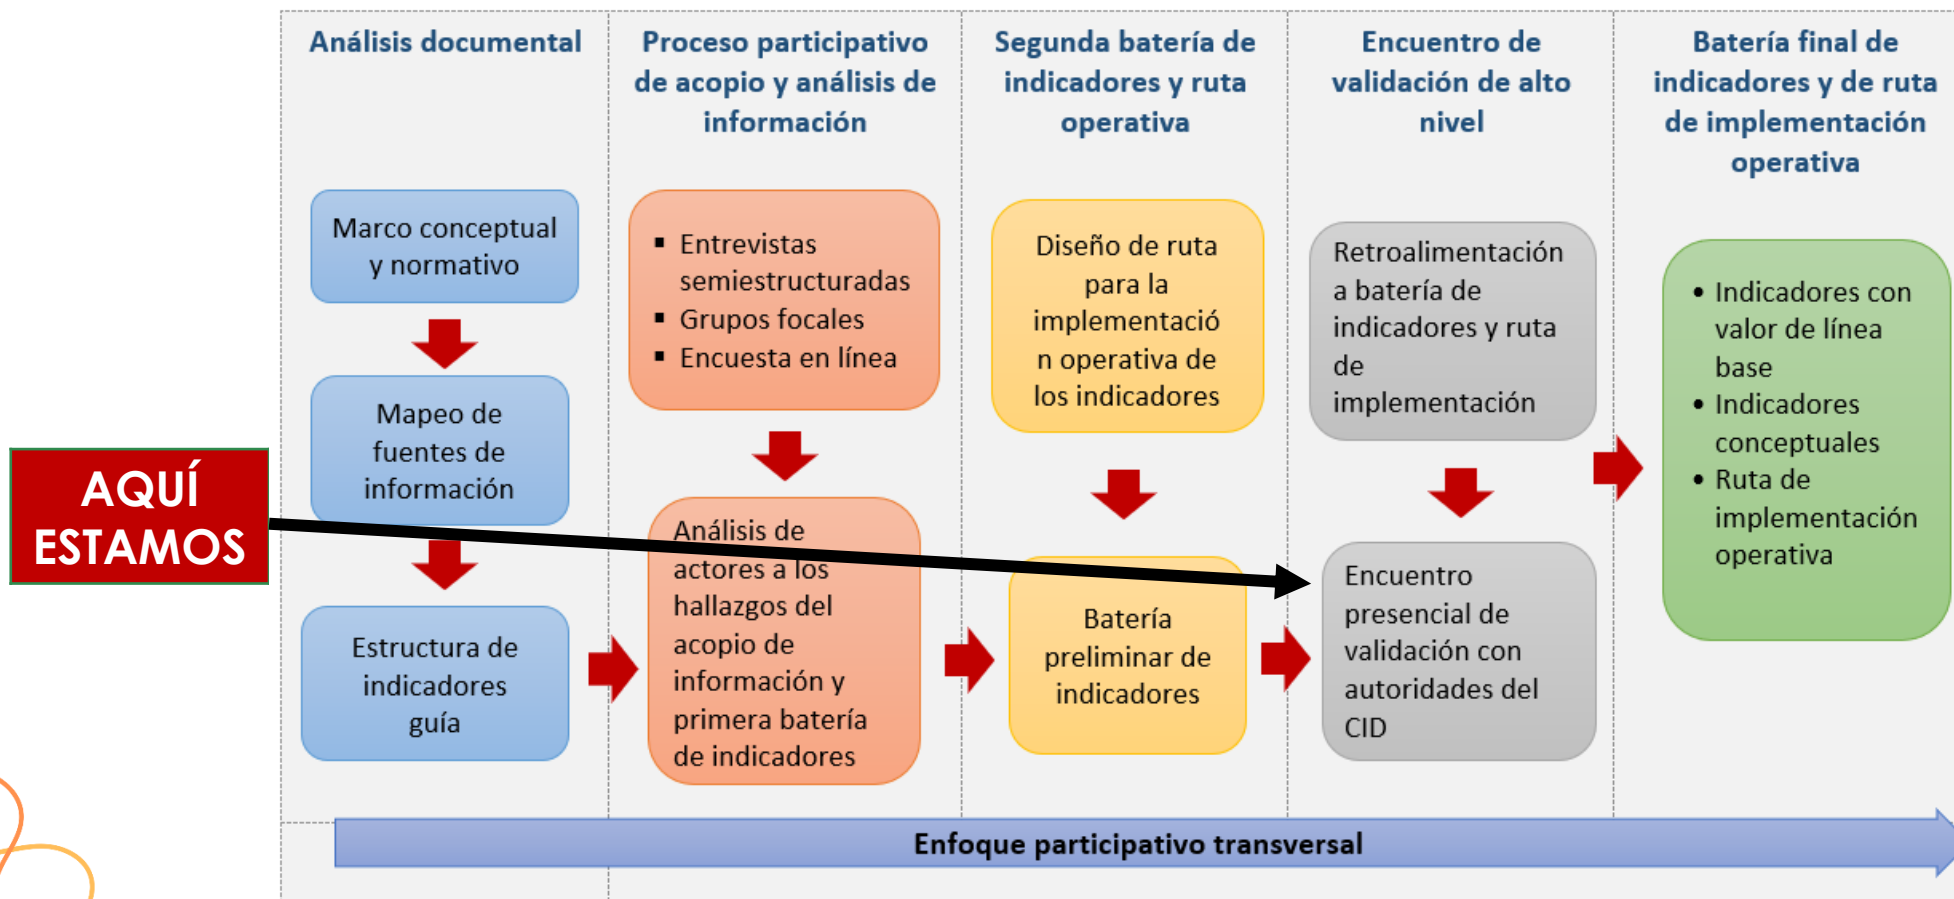 Análisis documental
Marco conceptual
y normativo
Mapeo de
fuentes de
información
Estructura de
indicadores
guía
Proceso participativo
de acopio y análisis de
información
▪ Entrevistas
semiestructuradas
▪ Grupos focales
▪ Encuesta en línea
Análisis de
actores a los
hallazgos del
acopio de
información y
primera batería
de indicadores
Segunda batería de
indicadores y ruta
operativa
Diseño de ruta
para la
implementació
n operativa de
los indicadores
Batería
preliminar de
indicadores
Encuentro de
validación de alto
nivel
Retroalimentación
a batería de
indicadores y ruta
de
implementación
Encuentro
presencial de
validación con
autoridades del
CID
Batería final de
indicadores y de ruta
de implementación
operativa
• Indicadores con
valor de línea
base
• Indicadores
conceptuales
• Ruta de
implementación
operativa
AQUÍ
ESTAMOS
Enfoque participativo transversal